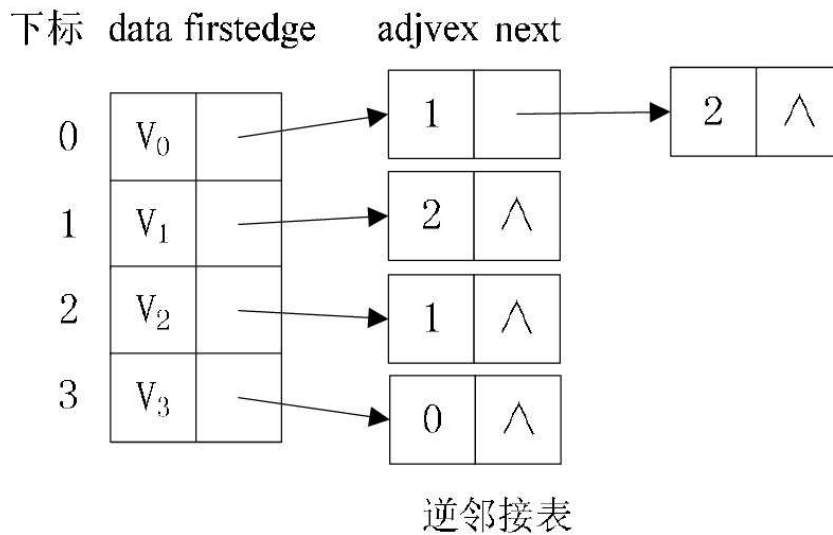 下标 data firstedge adjvex next
0 V₀ 1 2 ∧
1 V₁ 2 ∧
2 V₂ 1 ∧
3 V₃ 0 ∧
逆邻接表